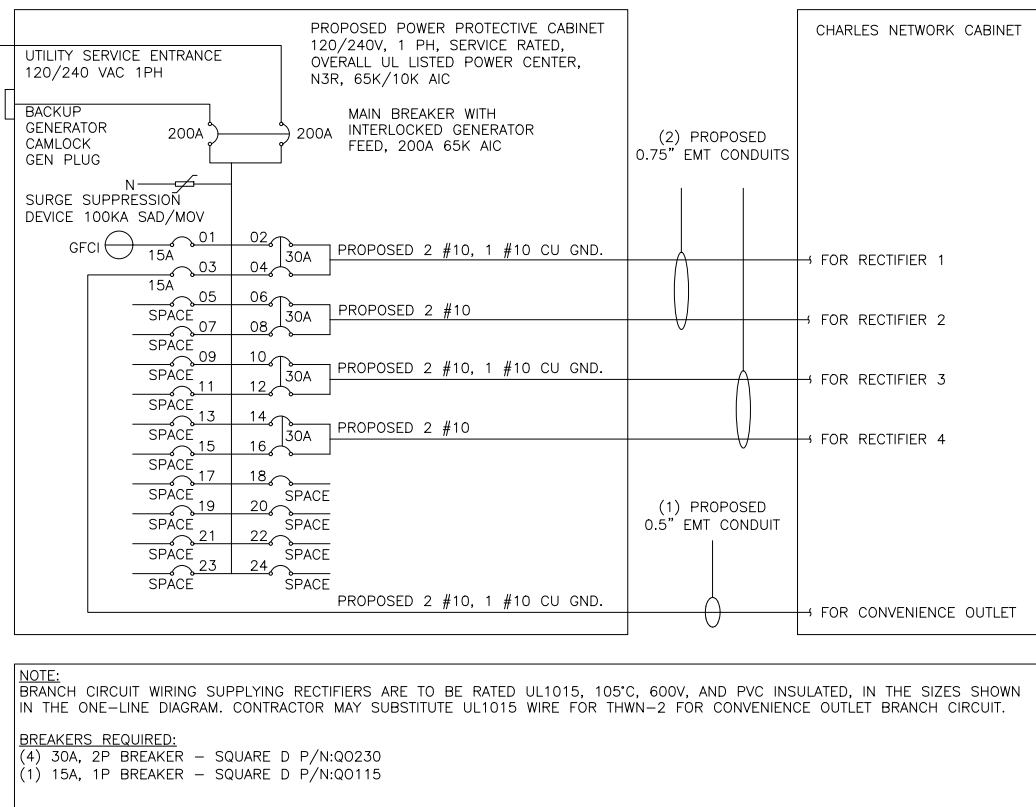 PROPOSED POWER PROTECTIVE CABINET
120/240V, 1 PH, SERVICE RATED,
OVERALL UL LISTED POWER CENTER,
N3R, 65K/10K AIC
CHARLES NETWORK CABINET
UTILITY SERVICE ENTRANCE
120/240 VAC 1PH
BACKUP
GENERATOR
CAMLOCK
GEN PLUG
200A
200A
MAIN BREAKER WITH
INTERLOCKED GENERATOR
FEED, 200A 65K AIC
(2) PROPOSED
0.75" EMT CONDUITS
N
SURGE SUPPRESSION
DEVICE 100KA SAD/MOV
GFCI
15A
01
02
30A
PROPOSED 2 #10, 1 #10 CU GND.
FOR RECTIFIER 1
15A
03
04
SPACE
05
06
30A
PROPOSED 2 #10
FOR RECTIFIER 2
SPACE
07
08
SPACE
09
10
30A
PROPOSED 2 #10, 1 #10 CU GND.
FOR RECTIFIER 3
SPACE
11
12
SPACE
13
14
30A
PROPOSED 2 #10
FOR RECTIFIER 4
SPACE
15
16
SPACE
17
18
SPACE
SPACE
19
20
SPACE
SPACE
21
22
SPACE
SPACE
23
24
SPACE
(1) PROPOSED
0.5" EMT CONDUIT
PROPOSED 2 #10, 1 #10 CU GND.
FOR CONVENIENCE OUTLET
NOTE:
BRANCH CIRCUIT WIRING SUPPLYING RECTIFIERS ARE TO BE RATED UL1015, 105°C, 600V, AND PVC INSULATED, IN THE SIZES SHOWN
IN THE ONE-LINE DIAGRAM. CONTRACTOR MAY SUBSTITUTE UL1015 WIRE FOR THWN-2 FOR CONVENIENCE OUTLET BRANCH CIRCUIT.
BREAKERS REQUIRED:
(4) 30A, 2P BREAKER - SQUARE D P/N:QO230
(1) 15A, 1P BREAKER - SQUARE D P/N:QO115